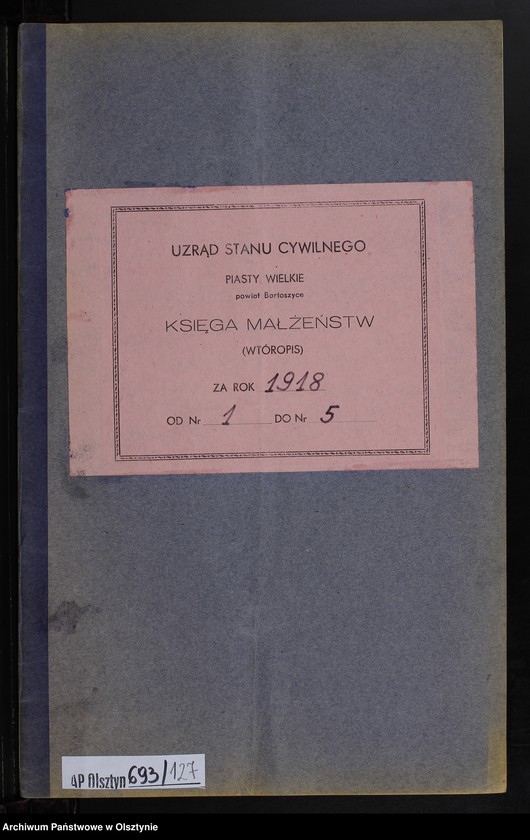 UZRĄD STANU CYWILNEGO
PIASTY WIELKIE
powiat Bartoszyce
KSIĘGA MAŁŻEŃSTW
(WTÓROPIS)
ZA ROK 1918
OD Nr 1 DO Nr 5
AP Olsztyn 693/127
Archiwum Państwowe w Olsztynie